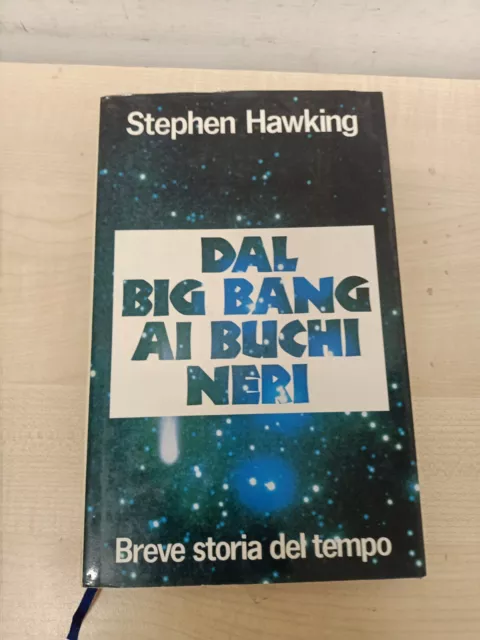 Stephen Hawking
DAL
BIG BANG
AI BUCHI
NERI
Breve storia del tempo